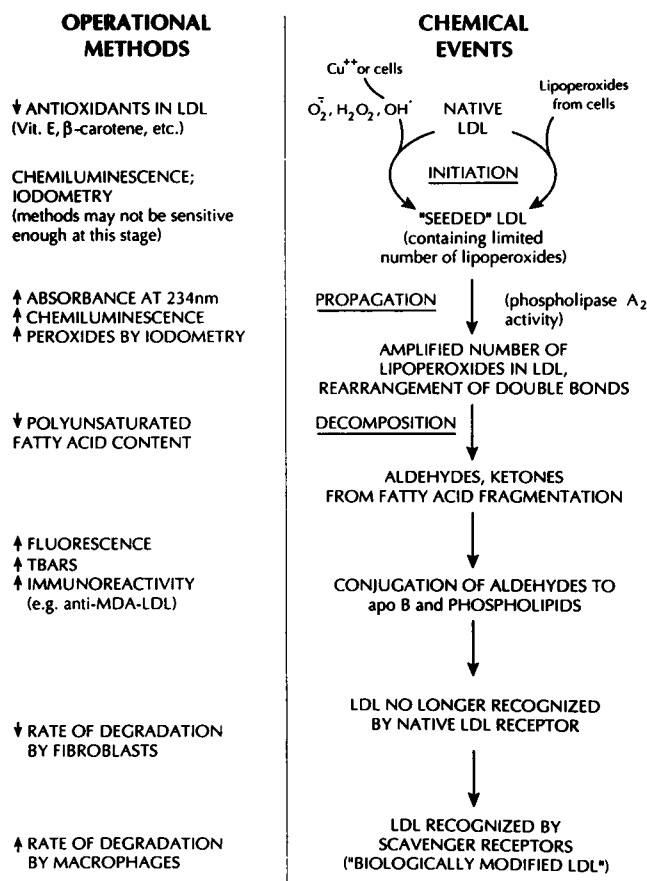 OPERATIONAL
METHODS
↓ ANTIOXIDANTS IN LDL
(Vit. E, β-carotene, etc.)
CHEMILUMINESCENCE;
IODOMETRY
(methods may not be sensitive
enough at this stage)
↑ ABSORBANCE AT 234nm
↑ CHEMILUMINESCENCE
↑ PEROXIDES BY IODOMETRY
↓ POLYUNSATURATED
FATTY ACID CONTENT
↑ FLUORESCENCE
↑ TBARS
↑ IMMUNOREACTIVITY
(e.g. anti-MDA-LDL)
↓ RATE OF DEGRADATION
BY FIBROBLASTS
↑ RATE OF DEGRADATION
BY MACROPHAGES
CHEMICAL
EVENTS
Cu⁺⁺ or cells
O₂⁻, H₂O₂, OH·
NATIVE
LDL
Lipoperoxides
from cells
INITIATION
"SEEDED" LDL
(containing limited
number of lipoperoxides)
PROPAGATION
(phospholipase A₂
activity)
AMPLIFIED NUMBER OF
LIPOPEROXIDES IN LDL,
REARRANGEMENT OF DOUBLE BONDS
DECOMPOSITION
ALDEHYDES, KETONES
FROM FATTY ACID FRAGMENTATION
CONJUGATION OF ALDEHYDES TO
apo B and PHOSPHOLIPIDS
LDL NO LONGER RECOGNIZED
BY NATIVE LDL RECEPTOR
LDL RECOGNIZED BY
SCAVENGER RECEPTORS
("BIOLOGICALLY MODIFIED LDL")